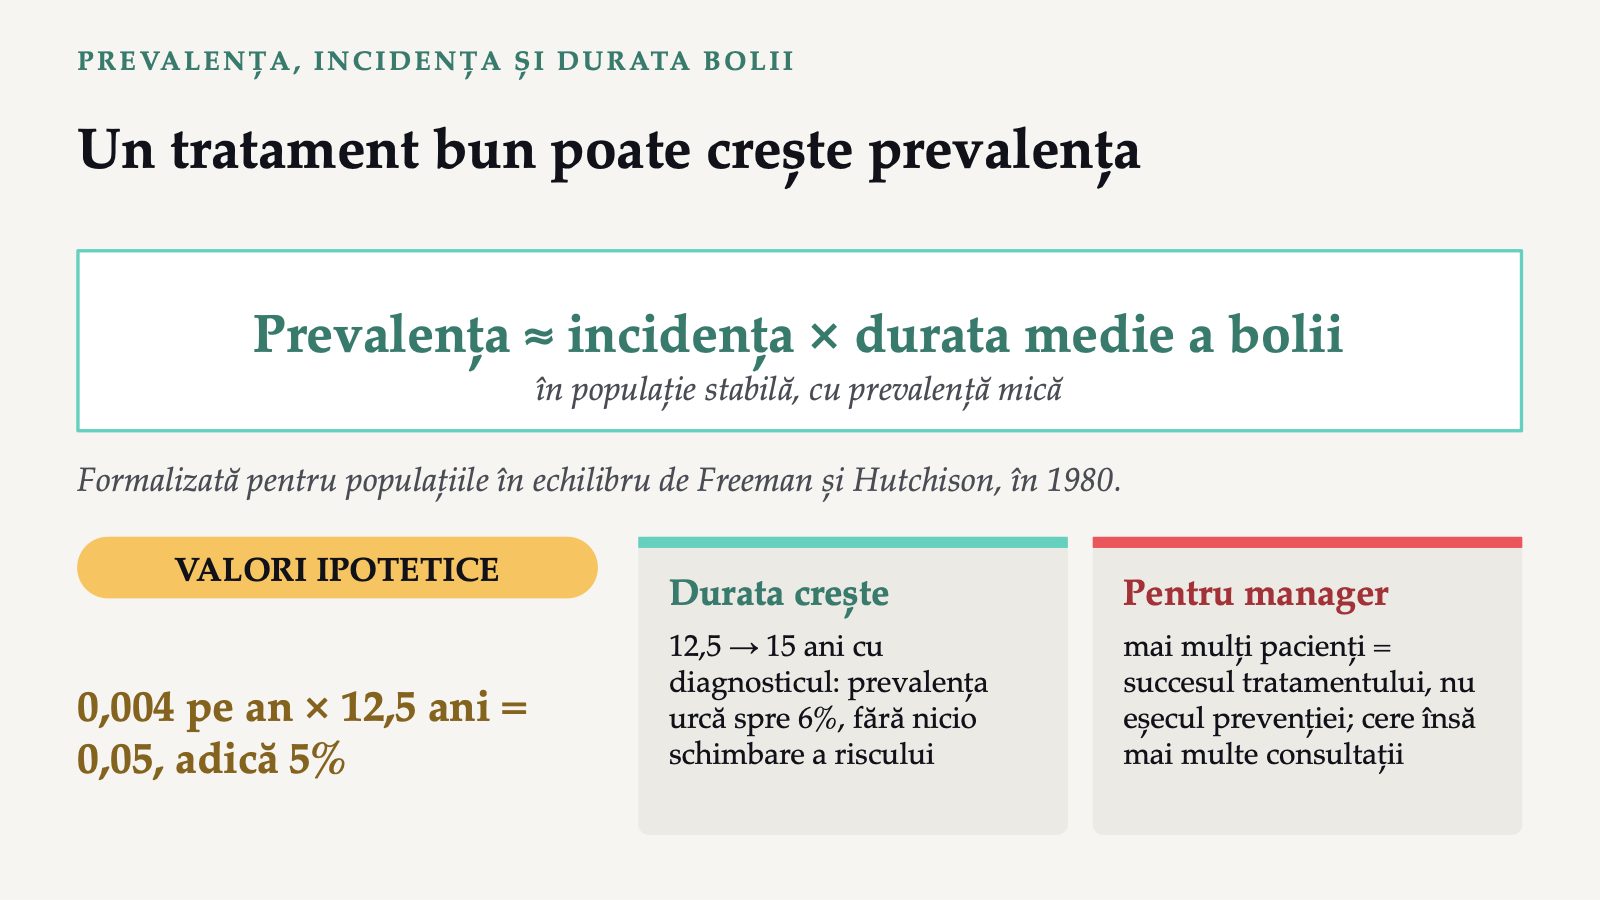 PREVALENȚA, INCIDENȚA ȘI DURATA BOLII
Un tratament bun poate crește prevalența
Prevalența ≈ incidența × durata medie a bolii
în populație stabilă, cu prevalență mică
Formalizată pentru populațiile în echilibru de Freeman și Hutchison, în 1980.
VALORI IPOTETICE
0,004 pe an × 12,5 ani =
0,05, adică 5%
Durata crește
12,5 → 15 ani cu
diagnosticul: prevalența
urcă spre 6%, fără nicio
schimbare a riscului
Pentru manager
mai mulți pacienți =
succesul tratamentului, nu
eșecul prevenției; cere însă
mai multe consultații